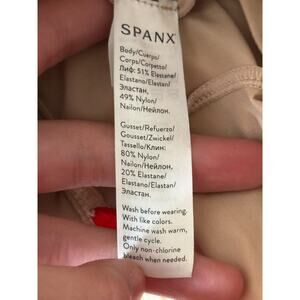 SPANX
Body/Cuerpo/
Corps/Corpetto/
Лиф: 51% Elastane/
Elastano/Elastan/
Эластан,
49% Nylon/
Nailon/Нейлон.
Gusset/Refuerzo/
Gousset/Zwickel/
Tassello/Клин:
80% Nylon/
Nailon/Нейлон,
20% Elastane/
Elastano/Elastan/
Эластан.
Wash before wearing.
With like colors.
Machine wash warm,
gentle cycle.
Only non-chlorine
bleach when needed.